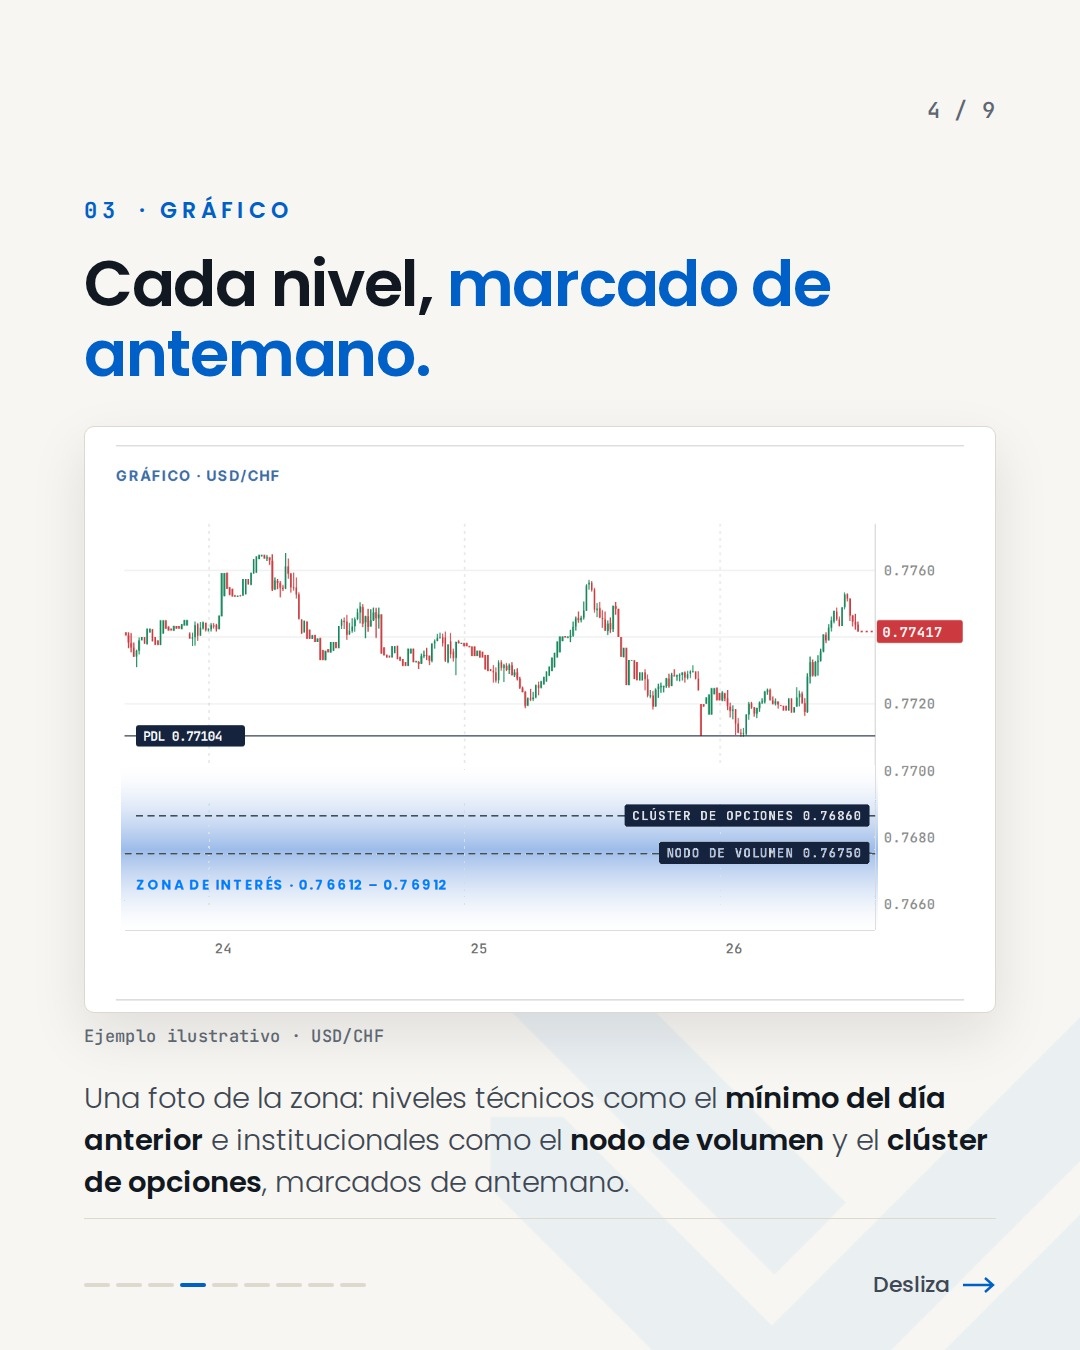 4 / 9
03 · GRÁFICO
Cada nivel, marcado de
antemano.
GRÁFICO · USD/CHF
0.7760
0.77417
0.7720
PDL 0.77104
0.7700
CLÚSTER DE OPCIONES 0.76860
0.7680
NODO DE VOLUMEN 0.76750
ZONA DE INTERÉS · 0.76612 – 0.76912
0.7660
24 25 26
Ejemplo ilustrativo · USD/CHF
Una foto de la zona: niveles técnicos como el mínimo del día
anterior e institucionales como el nodo de volumen y el clúster
de opciones, marcados de antemano.
Desliza →